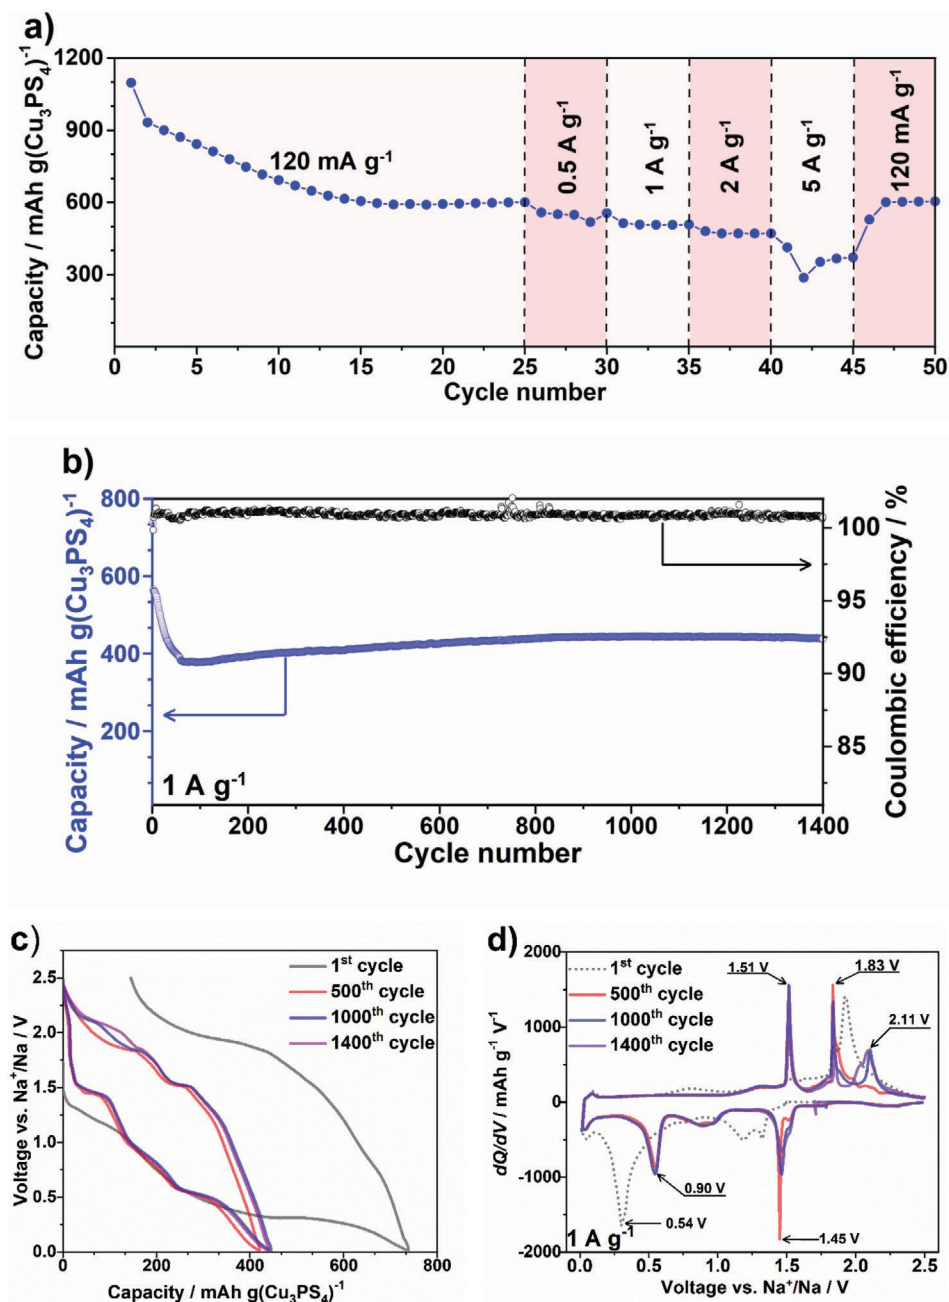 a)
Capacity / mAh g(Cu₃PS₄)⁻¹
1200
900
600
300
120 mA g⁻¹
0.5 A g⁻¹
1 A g⁻¹
2 A g⁻¹
5 A g⁻¹
120 mA g⁻¹
0 5 10 15 20 25 30 35 40 45 50
Cycle number
b)
Capacity / mAh g(Cu₃PS₄)⁻¹
800
600
400
200
100
95
90
85
Coulombic efficiency / %
1 A g⁻¹
0 200 400 600 800 1000 1200 1400
Cycle number
c)
Voltage vs. Na⁺/Na / V
2.5
2.0
1.5
1.0
0.5
0.0
1ˢᵗ cycle
500ᵗʰ cycle
1000ᵗʰ cycle
1400ᵗʰ cycle
0 200 400 600 800
Capacity / mAh g(Cu₃PS₄)⁻¹
d)
dQ/dV / mAh g⁻¹ V⁻¹
2000
1000
0
-1000
-2000
1ˢᵗ cycle
500ᵗʰ cycle
1000ᵗʰ cycle
1400ᵗʰ cycle
1.51 V
1.83 V
2.11 V
0.90 V
0.54 V
1.45 V
1 A g⁻¹
0.0 0.5 1.0 1.5 2.0 2.5
Voltage vs. Na⁺/Na / V